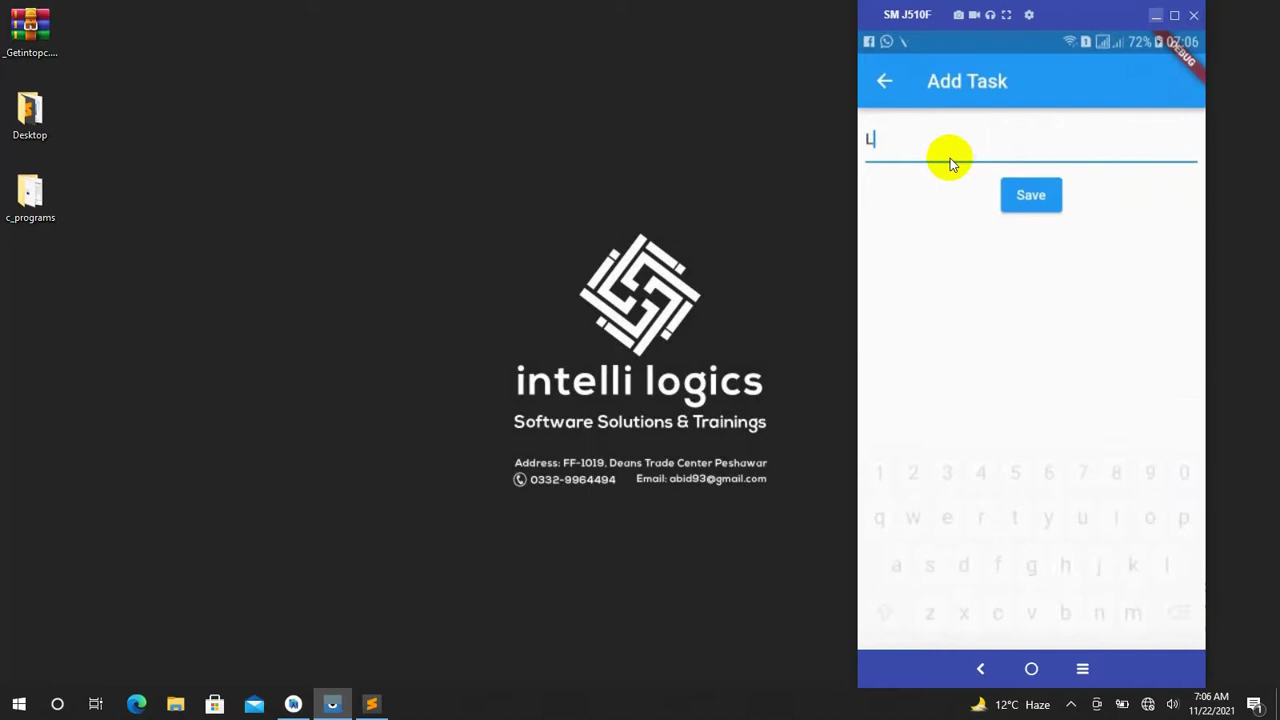 _Getintopc....
Desktop
c_programs
intelli logics
Software Solutions & Trainings
Address: FF-1019, Deans Trade Center Peshawar
0332-9964494 Email: abid93@gmail.com
SM J510F
72% 07:06
DEBUG
Add Task
L
Save
1 2 3 4 5 6 7 8 9 0
q w e r t y u i o p
a s d f g h j k l
z x c v b n m
12°C Haze
7:06 AM
11/22/2021
1